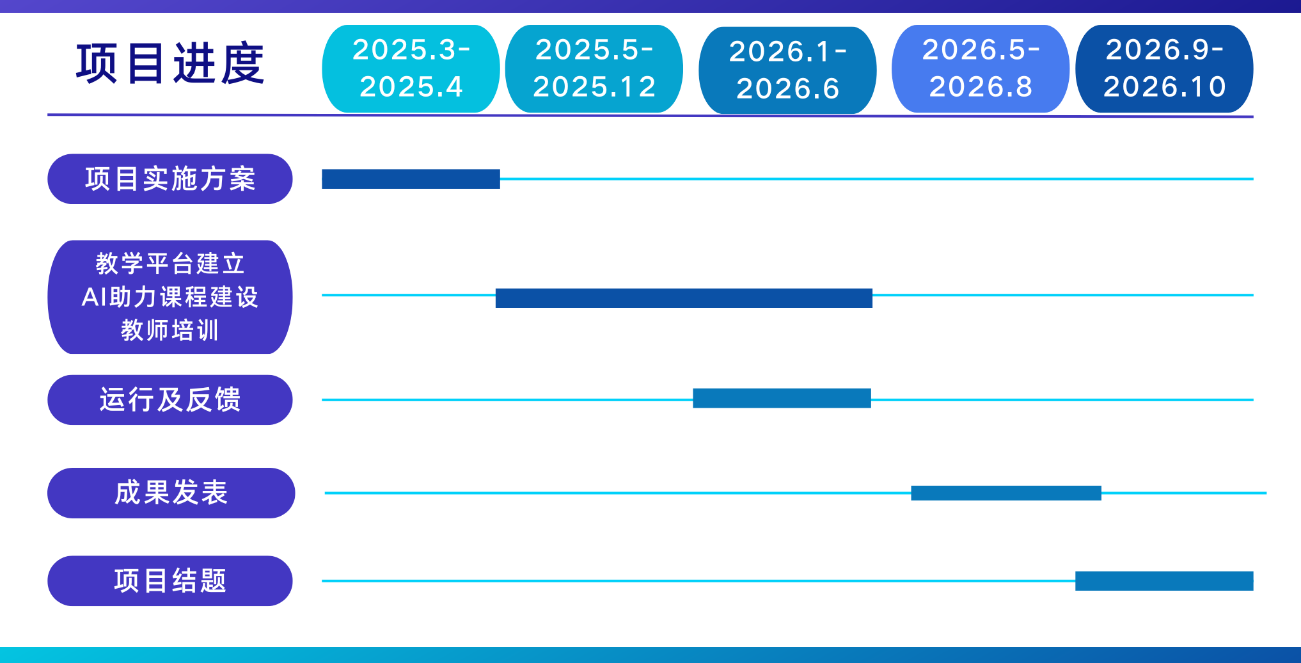 项目进度
2025.3-
2025.4
2025.5-
2025.12
2026.1-
2026.6
2026.5-
2026.8
2026.9-
2026.10
项目实施方案
教学平台建立
AI助力课程建设
教师培训
运行及反馈
成果发表
项目结题